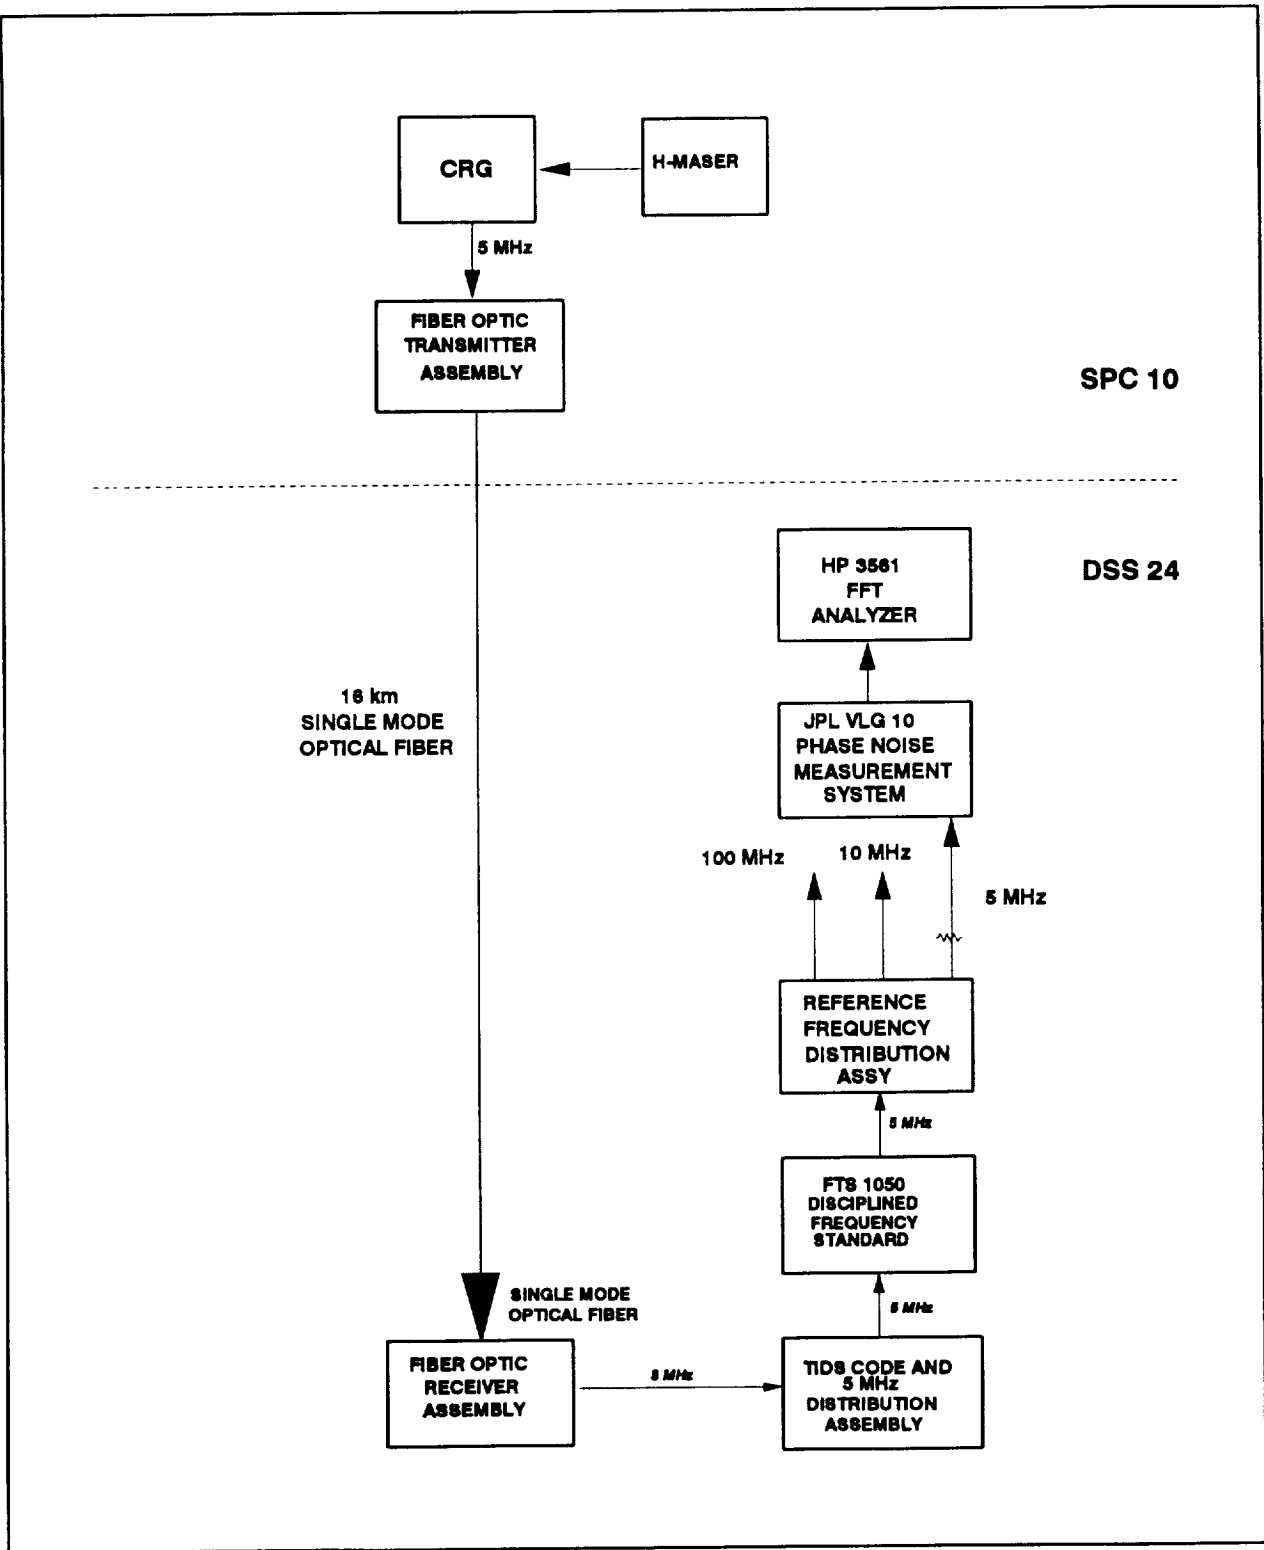 CRG
H-MASER
5 MHz
FIBER OPTIC
TRANSMITTER
ASSEMBLY
SPC 10
DSS 24
HP 3561
FFT
ANALYZER
16 km
SINGLE MODE
OPTICAL FIBER
JPL VLG 10
PHASE NOISE
MEASUREMENT
SYSTEM
100 MHz
10 MHz
5 MHz
REFERENCE
FREQUENCY
DISTRIBUTION
ASSY
5 MHz
FTS 1050
DISCIPLINED
FREQUENCY
STANDARD
5 MHz
SINGLE MODE
OPTICAL FIBER
FIBER OPTIC
RECEIVER
ASSEMBLY
5 MHz
TIDS CODE AND
5 MHz
DISTRIBUTION
ASSEMBLY